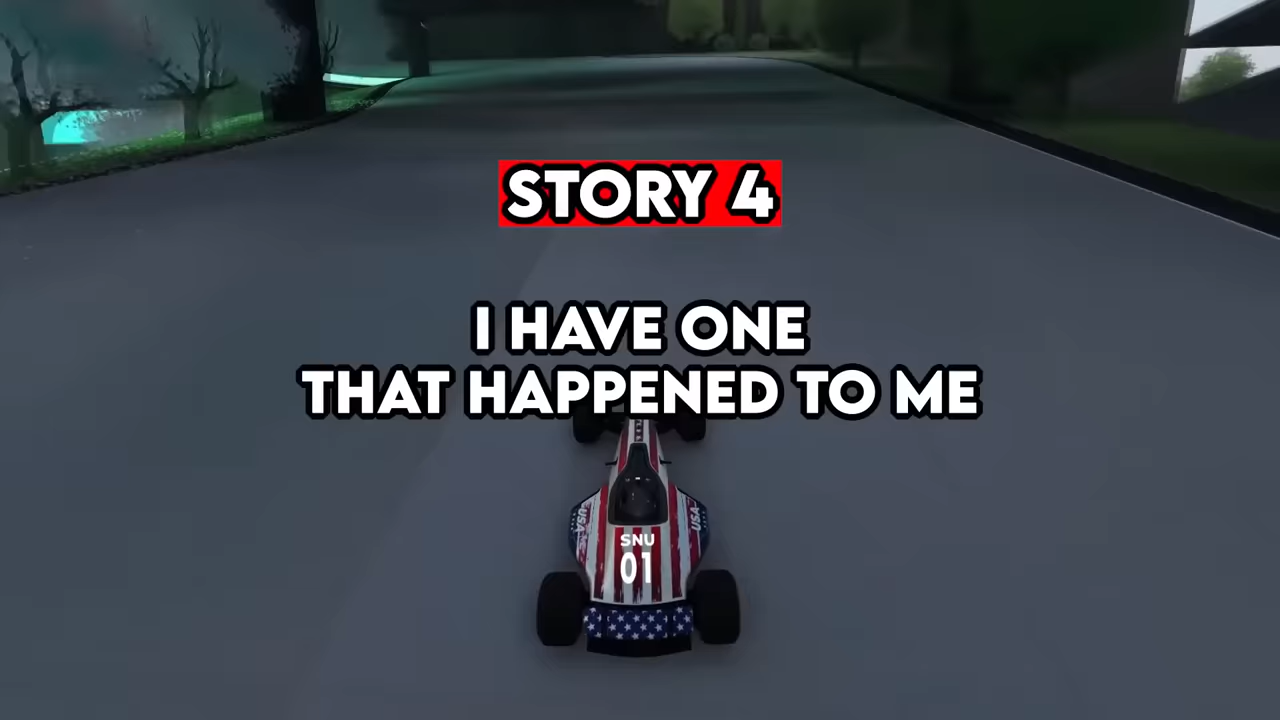 STORY 4
I HAVE ONE
THAT HAPPENED TO ME
USA
USA
SNU
01